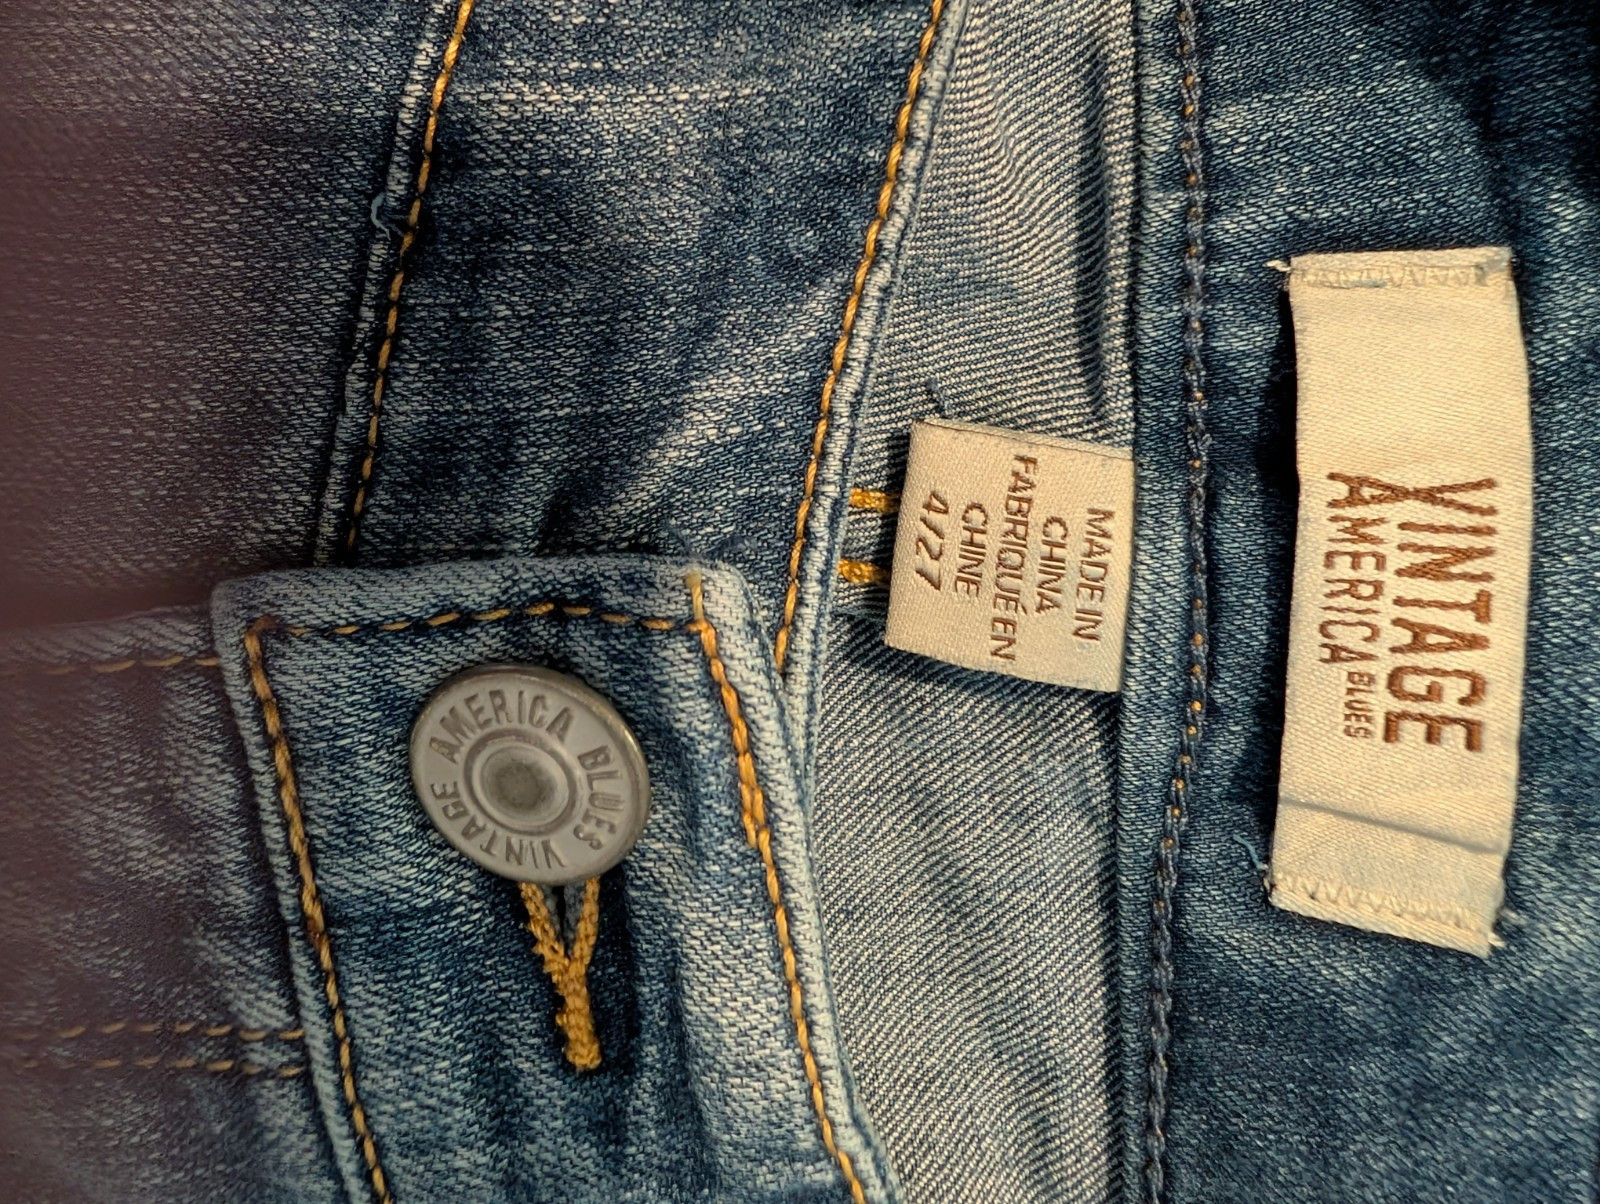 VINTAGE
AMERICA BLUES
MADE IN
CHINA
FABRIQUÉ EN
CHINE
4/27
VINTAGE AMERICA BLUES